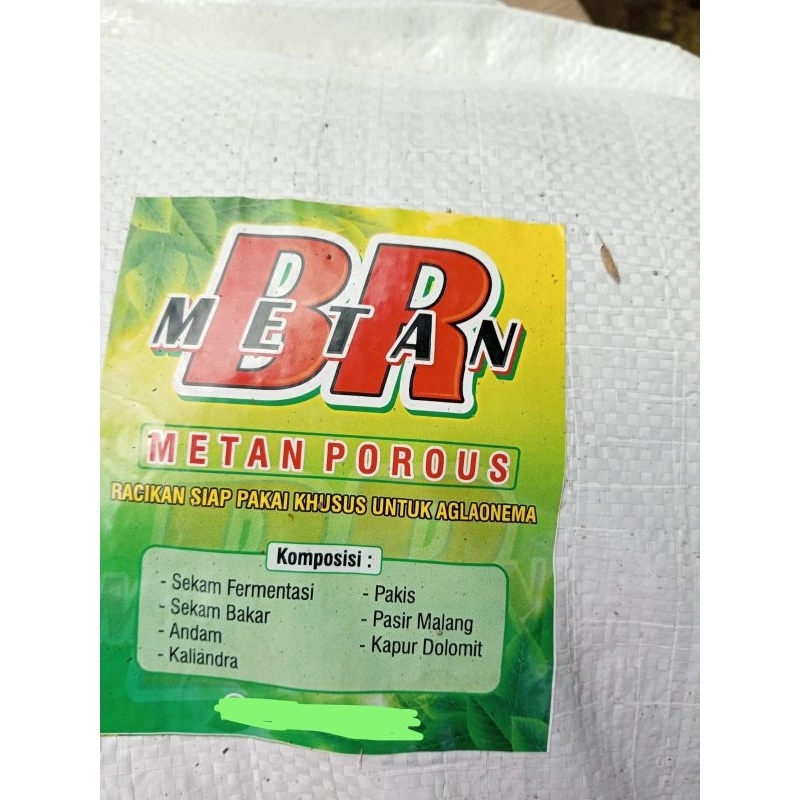 BR
METAN
METAN POROUS
RACIKAN SIAP PAKAI KHUSUS UNTUK AGLAONEMA
Komposisi :
- Sekam Fermentasi
- Sekam Bakar
- Andam
- Kaliandra
- Pakis
- Pasir Malang
- Kapur Dolomit